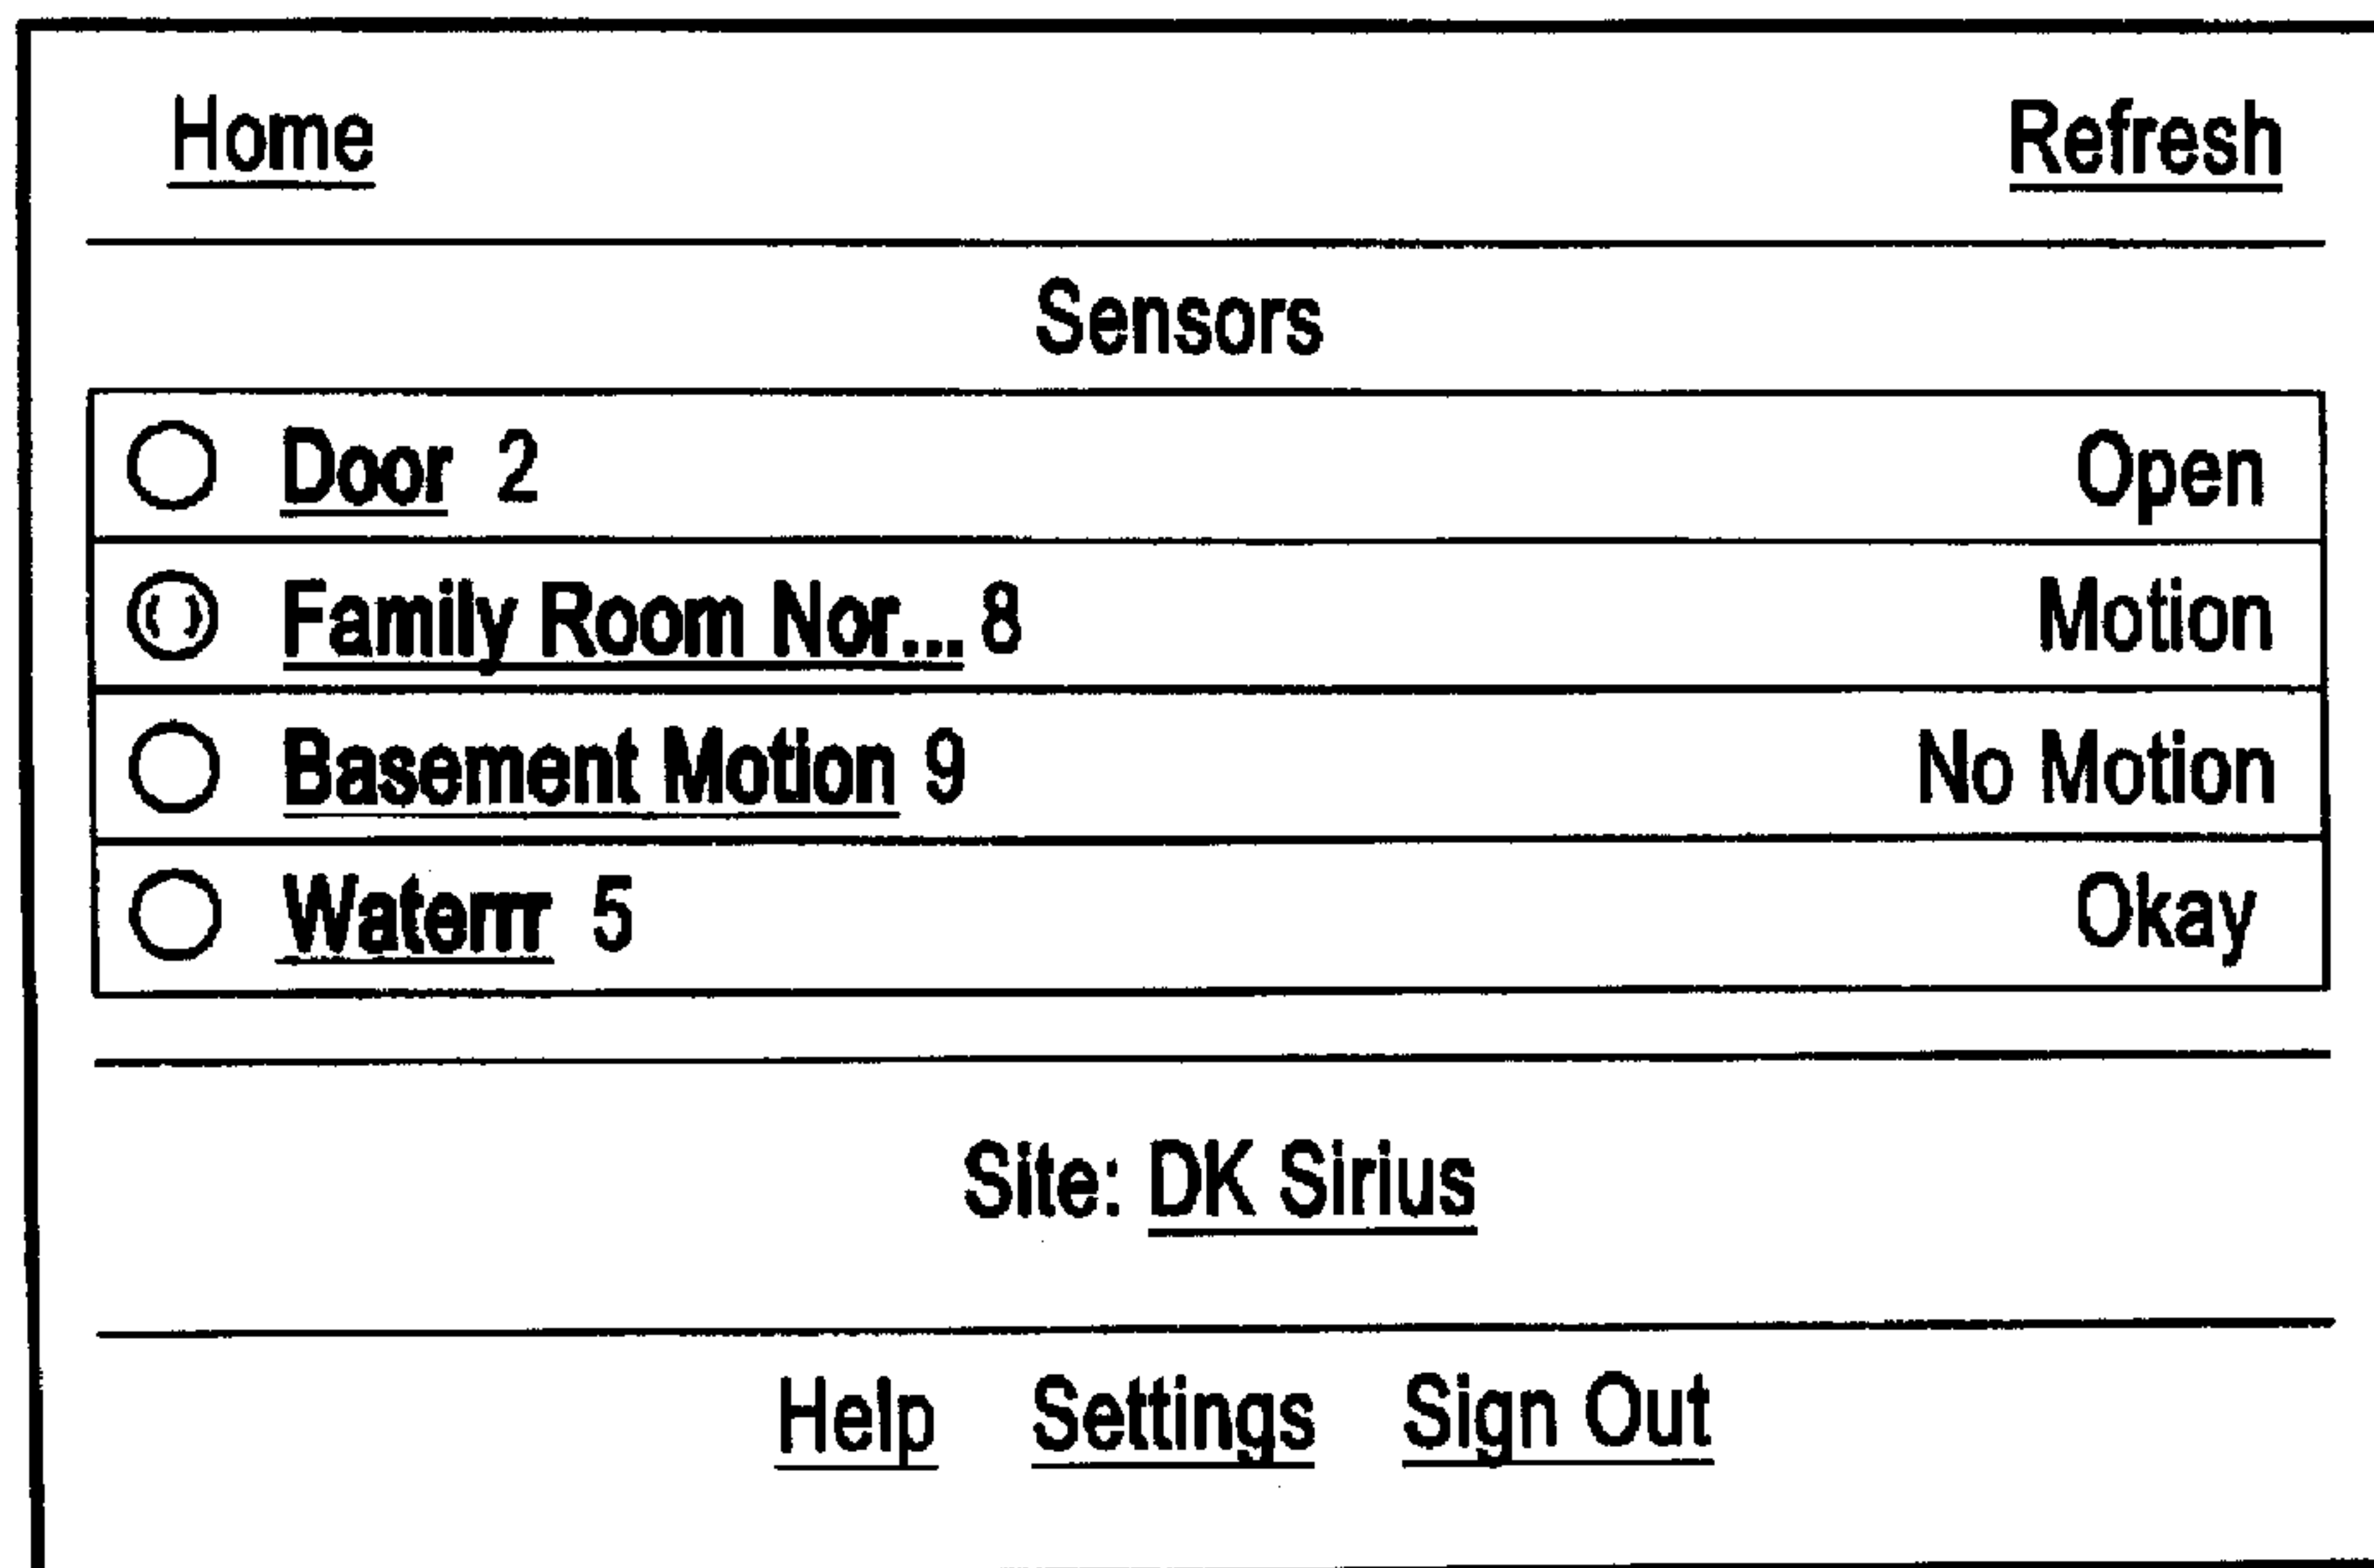 Home Refresh
Sensors
Door 2 Open
Family Room Nor... 8 Motion
Basement Motion 9 No Motion
Waterrr 5 Okay
Site: DK Sirius
Help Settings Sign Out